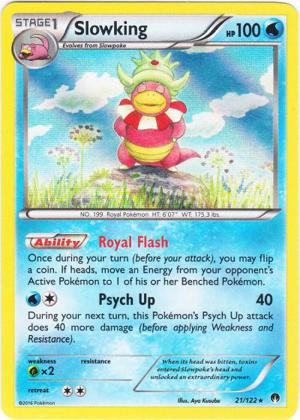 STAGE1
Slowking
HP 100
Evolves from Slowpoke
NO. 199 Royal Pokémon HT: 6'07" WT: 175.3 lbs.
Ability Royal Flash
Once during your turn (before your attack), you may flip
a coin. If heads, move an Energy from your opponent's
Active Pokémon to 1 of his or her Benched Pokémon.
Psych Up 40
During your next turn, this Pokémon's Psych Up attack
does 40 more damage (before applying Weakness and
Resistance).
weakness resistance
×2
retreat
When its head was bitten, toxins
entered Slowpoke's head and
unlocked an extraordinary power.
©2016 Pokémon
Illus. Aya Kusube
21/122 ★